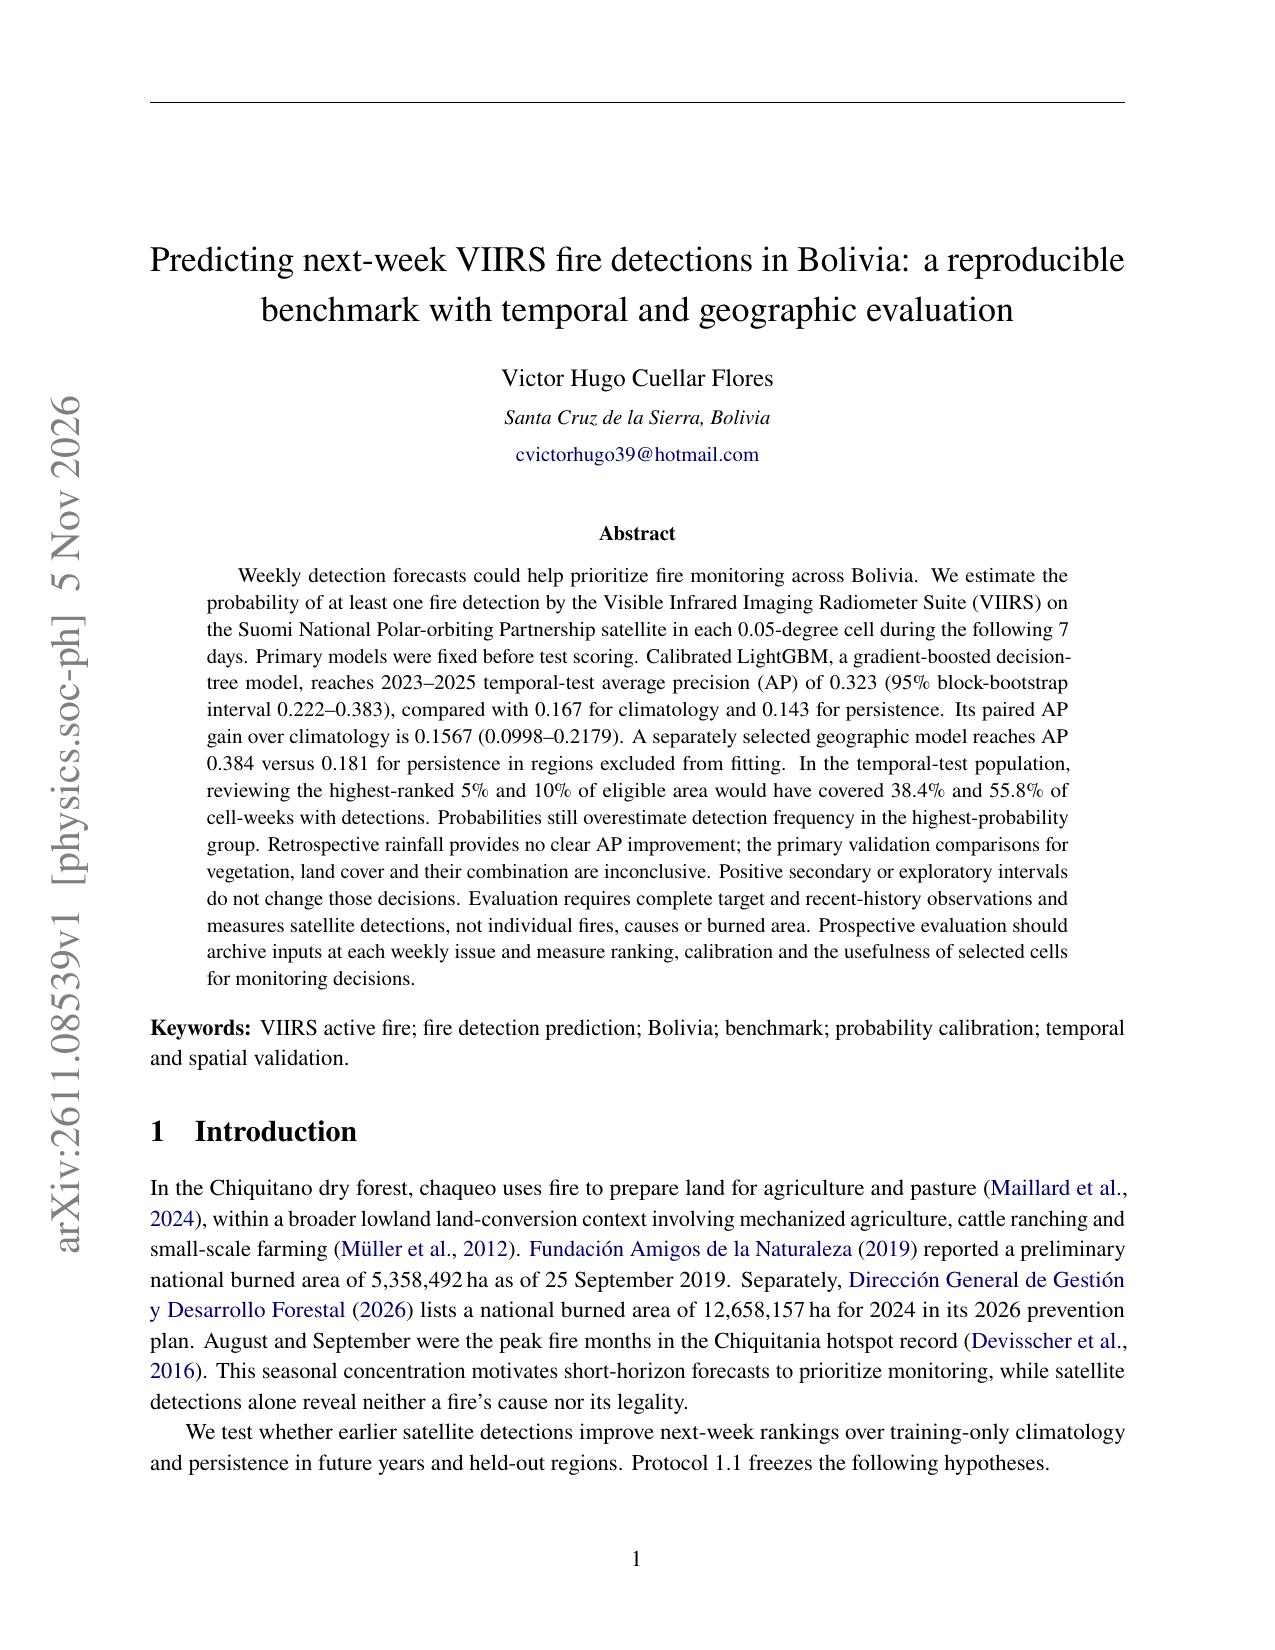 Predicting next-week VIIRS fire detections in Bolivia: a reproducible
benchmark with temporal and geographic evaluation
Victor Hugo Cuellar Flores
Santa Cruz de la Sierra, Bolivia
cvictorhugo39@hotmail.com
Abstract
Weekly detection forecasts could help prioritize fire monitoring across Bolivia. We estimate the
probability of at least one fire detection by the Visible Infrared Imaging Radiometer Suite (VIIRS) on
the Suomi National Polar-orbiting Partnership satellite in each 0.05-degree cell during the following 7
days. Primary models were fixed before test scoring. Calibrated LightGBM, a gradient-boosted decision-
tree model, reaches 2023–2025 temporal-test average precision (AP) of 0.323 (95% block-bootstrap
interval 0.222–0.383), compared with 0.167 for climatology and 0.143 for persistence. Its paired AP
gain over climatology is 0.1567 (0.0998–0.2179). A separately selected geographic model reaches AP
0.384 versus 0.181 for persistence in regions excluded from fitting. In the temporal-test population,
reviewing the highest-ranked 5% and 10% of eligible area would have covered 38.4% and 55.8% of
cell-weeks with detections. Probabilities still overestimate detection frequency in the highest-probability
group. Retrospective rainfall provides no clear AP improvement; the primary validation comparisons for
vegetation, land cover and their combination are inconclusive. Positive secondary or exploratory intervals
do not change those decisions. Evaluation requires complete target and recent-history observations and
measures satellite detections, not individual fires, causes or burned area. Prospective evaluation should
archive inputs at each weekly issue and measure ranking, calibration and the usefulness of selected cells
for monitoring decisions.
Keywords: VIIRS active fire; fire detection prediction; Bolivia; benchmark; probability calibration; temporal
and spatial validation.
1 Introduction
In the Chiquitano dry forest, chaqueo uses fire to prepare land for agriculture and pasture (Maillard et al.,
2024), within a broader lowland land-conversion context involving mechanized agriculture, cattle ranching and
small-scale farming (Müller et al., 2012). Fundación Amigos de la Naturaleza (2019) reported a preliminary
national burned area of 5,358,492 ha as of 25 September 2019. Separately, Dirección General de Gestión
y Desarrollo Forestal (2026) lists a national burned area of 12,658,157 ha for 2024 in its 2026 prevention
plan. August and September were the peak fire months in the Chiquitania hotspot record (Devisscher et al.,
2016). This seasonal concentration motivates short-horizon forecasts to prioritize monitoring, while satellite
detections alone reveal neither a fire's cause nor its legality.
We test whether earlier satellite detections improve next-week rankings over training-only climatology
and persistence in future years and held-out regions. Protocol 1.1 freezes the following hypotheses.
1
arXiv:2611.08539v1 [physics.soc-ph] 5 Nov 2026